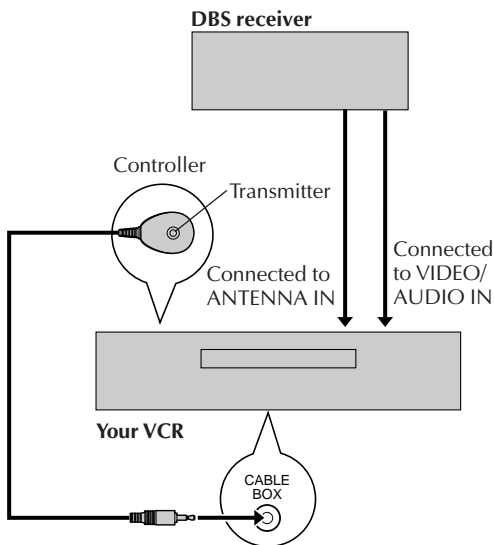 DBS receiver
Controller
Transmitter
Connected to
ANTENNA IN
Connected
to VIDEO/
AUDIO IN
Your VCR
CABLE
BOX